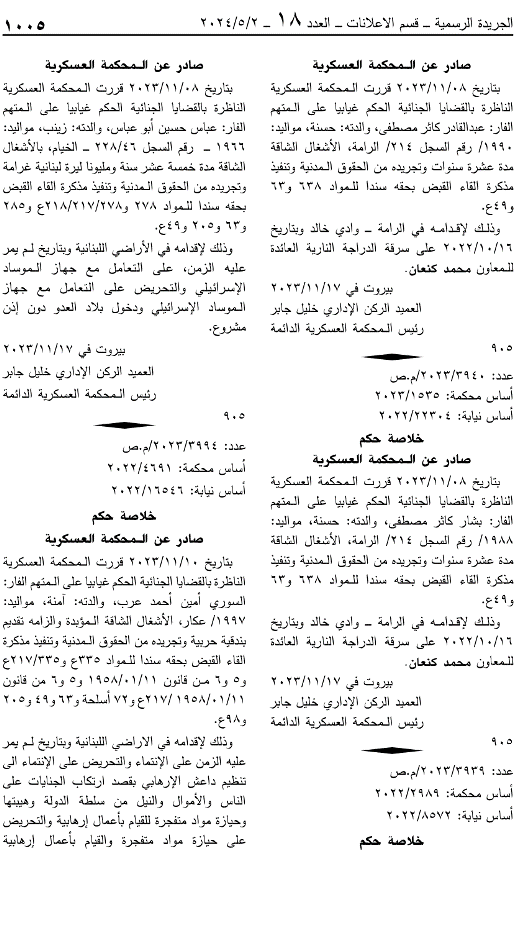 الجريدة الرسمية ــ قسم الاعلانات ــ العدد ١٨ ــ ٢٠٢٤/٥/٢
١٠٠٥
صادر عن المحكمة العسكرية
بتاريخ ٢٠٢٣/١١/٠٨ قررت المحكمة العسكرية
الناظرة بالقضايا الجنائية الحكم غيابيا على المتهم
الفار: عبدالقادر كاثر مصطفى، والدته: حسنة، مواليد:
١٩٩٠/ رقم السجل ٢١٤/ الرامة، الأشغال الشاقة
مدة عشرة سنوات وتجريده من الحقوق المدنية وتنفيذ
مذكرة القاء القبض بحقه سندا للمواد ٦٣٨ و٦٣
و٤٩ع.
وذلك لإقدامه في الرامة ــ وادي خالد وبتاريخ
٢٠٢٢/١٠/١٦ على سرقة الدراجة النارية العائدة
للمعاون محمد كنعان.
بيروت في ٢٠٢٣/١١/١٧
العميد الركن الإداري خليل جابر
رئيس المحكمة العسكرية الدائمة
٩٠٥
عدد: ٢٠٢٣/٣٩٤٠/م.ص
أساس محكمة: ٢٠٢٣/١٥٣٥
أساس نيابة: ٢٠٢٢/٢٢٣٠٤
خلاصة حكم
صادر عن المحكمة العسكرية
بتاريخ ٢٠٢٣/١١/٠٨ قررت المحكمة العسكرية
الناظرة بالقضايا الجنائية الحكم غيابيا على المتهم
الفار: بشار كاثر مصطفى، والدته: حسنة، مواليد:
١٩٨٨/ رقم السجل ٢١٤/ الرامة، الأشغال الشاقة
مدة عشرة سنوات وتجريده من الحقوق المدنية وتنفيذ
مذكرة القاء القبض بحقه سندا للمواد ٦٣٨ و٦٣
و٤٩ع.
وذلك لإقدامه في الرامة ــ وادي خالد وبتاريخ
٢٠٢٢/١٠/١٦ على سرقة الدراجة النارية العائدة
للمعاون محمد كنعان.
بيروت في ٢٠٢٣/١١/١٧
العميد الركن الإداري خليل جابر
رئيس المحكمة العسكرية الدائمة
٩٠٥
عدد: ٢٠٢٣/٣٩٣٩/م.ص
أساس محكمة: ٢٠٢٢/٢٩٨٩
أساس نيابة: ٢٠٢٢/٨٥٧٢
خلاصة حكم
صادر عن المحكمة العسكرية
بتاريخ ٢٠٢٣/١١/٠٨ قررت المحكمة العسكرية
الناظرة بالقضايا الجنائية الحكم غيابيا على المتهم
الفار: عباس حسين أبو عباس، والدته: زينب، مواليد:
١٩٦٦ ــ رقم السجل ٢٢٨/٤٦ ــ الخيام، بالأشغال
الشاقة مدة خمسة عشر سنة ومليونا ليرة لبنانية غرامة
وتجريده من الحقوق المدنية وتنفيذ مذكرة القاء القبض
بحقه سندا للمواد ٢٧٨ و٢١٨/٢١٧/٢٧٨ع و٢٨٥
و٦٣ و٢٠٥ و٤٩ع.
وذلك لإقدامه في الأراضي اللبنانية وبتاريخ لم يمر
عليه الزمن، على التعامل مع جهاز الموساد
الإسرائيلي والتحريض على التعامل مع جهاز
الموساد الإسرائيلي ودخول بلاد العدو دون إذن
مشروع.
بيروت في ٢٠٢٣/١١/١٧
العميد الركن الإداري خليل جابر
رئيس المحكمة العسكرية الدائمة
٩٠٥
عدد: ٢٠٢٣/٣٩٩٤/م.ص
أساس محكمة: ٢٠٢٢/٤٦٩١
أساس نيابة: ٢٠٢٢/١٦٥٤٦
خلاصة حكم
صادر عن المحكمة العسكرية
بتاريخ ٢٠٢٣/١١/١٠ قررت المحكمة العسكرية
الناظرة بالقضايا الجنائية الحكم غيابيا على المتهم الفار:
السوري أمين أحمد عرب، والدته: آمنة، مواليد:
١٩٩٧/ عكار، الأشغال الشاقة المؤبدة والزامه تقديم
بندقية حربية وتجريده من الحقوق المدنية وتنفيذ مذكرة
القاء القبض بحقه سندا للمواد ٣٣٥ع و٢١٧/٣٣٥ع
و٥ و٦ من قانون ١٩٥٨/٠١/١١ و٥ و٦ من قانون
١٩٥٨/٠١/١١ /٢١٧ع و٧٢ أسلحة و٦٣ و٤٩ و٢٠٥
و٩٨ع.
وذلك لإقدامه في الاراضي اللبنانية وبتاريخ لم يمر
عليه الزمن على الإنتماء والتحريض على الإنتماء الى
تنظيم داعش الإرهابي بقصد ارتكاب الجنايات على
الناس والأموال والنيل من سلطة الدولة وهيبتها
وحيازة مواد متفجرة للقيام بأعمال إرهابية والتحريض
على حيازة مواد متفجرة والقيام بأعمال إرهابية